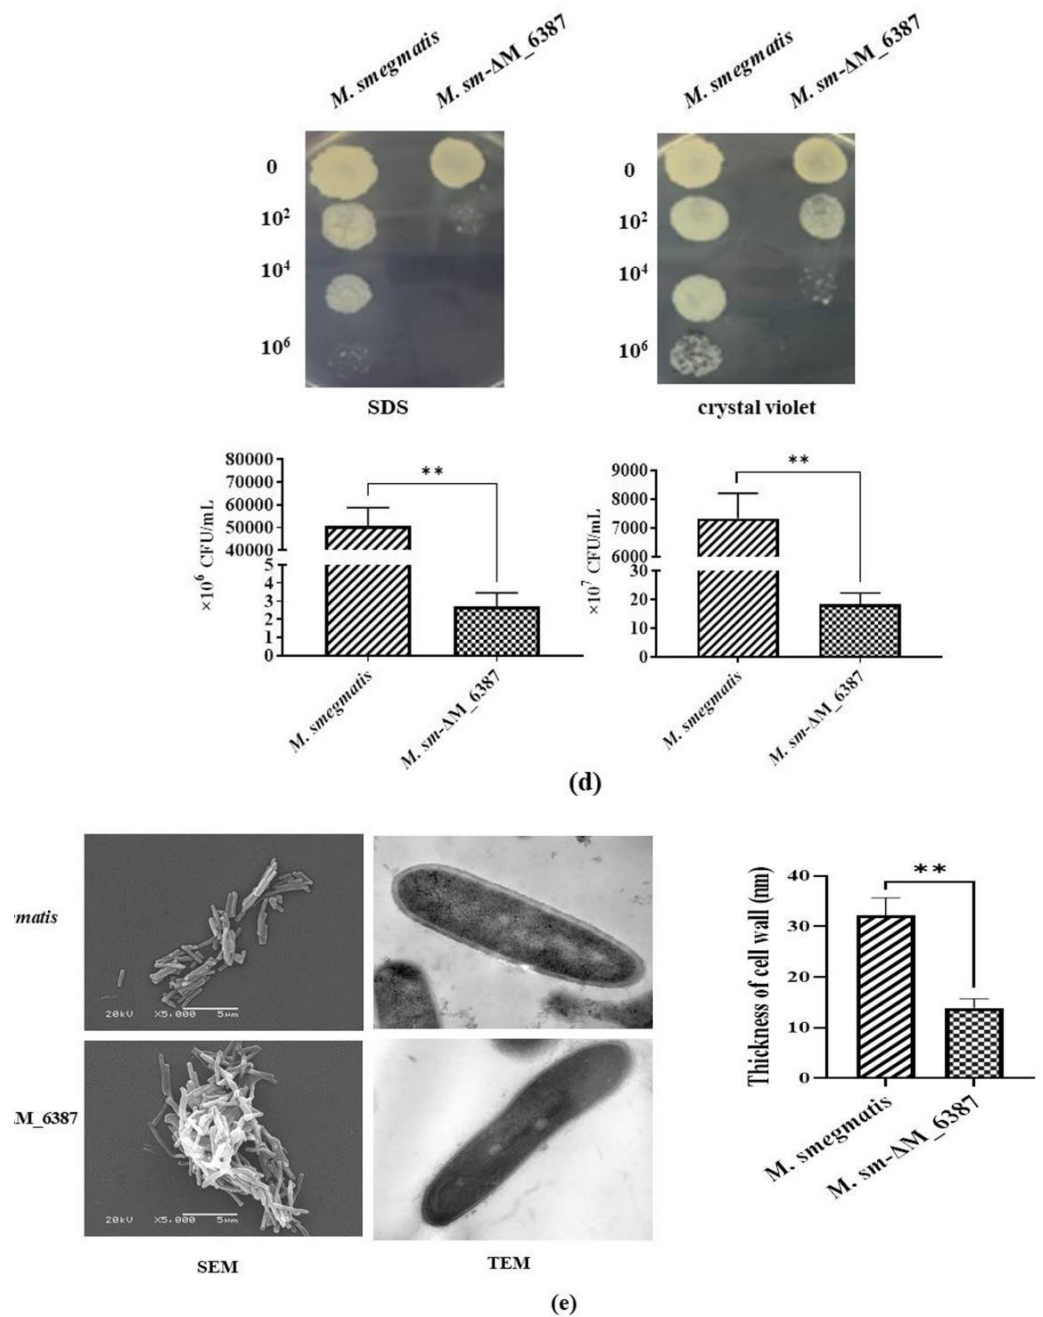 M. smegmatis
M. sm-ΔM_6387
M. smegmatis
M. sm-ΔM_6387
0
10²
10⁴
10⁶
SDS
0
10²
10⁴
10⁶
crystal violet
×10⁶ CFU/mL
80000
70000
60000
50000
40000
5
4
3
2
1
0
**
M. smegmatis
M. sm-ΔM_6387
×10⁷ CFU/mL
9000
8000
7000
6000
30
20
10
0
**
M. smegmatis
M. sm-ΔM_6387
(d)
matis
20kV X5,000 5μm
M_6387
20kV X5,000 5μm
SEM
TEM
Thickness of cell wall (nm)
40
30
20
10
0
**
M. smegmatis
M. sm-ΔM_6387
(e)